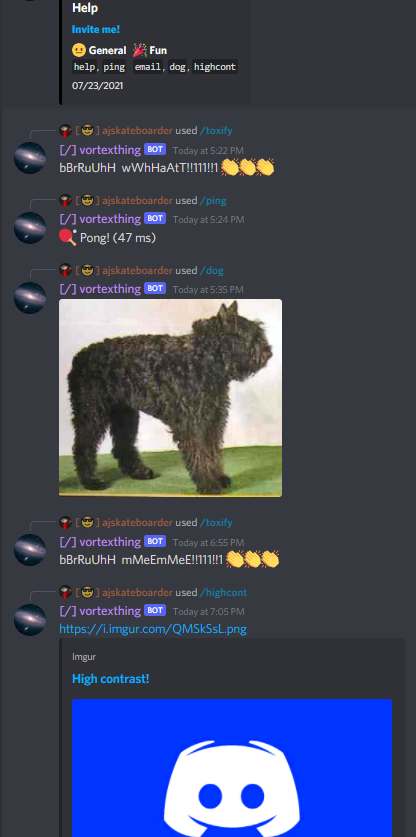 Help
Invite me!
😐 General 🎉 Fun
help, ping email, dog, highcont
07/23/2021
[😎] ajskateboarder used /toxify
[/] vortexthing BOT Today at 5:22 PM
bBrRuUhH wWhHaAtT!!111!!1 👏👏👏
[😎] ajskateboarder used /ping
[/] vortexthing BOT Today at 5:24 PM
🏓 Pong! (47 ms)
[😎] ajskateboarder used /dog
[/] vortexthing BOT Today at 5:35 PM
[😎] ajskateboarder used /toxify
[/] vortexthing BOT Today at 6:55 PM
bBrRuUhH mMeEmMeE!!111!!1 👏👏👏
[😎] ajskateboarder used /highcont
[/] vortexthing BOT Today at 7:05 PM
https://i.imgur.com/QMSkSsL.png
Imgur
High contrast!